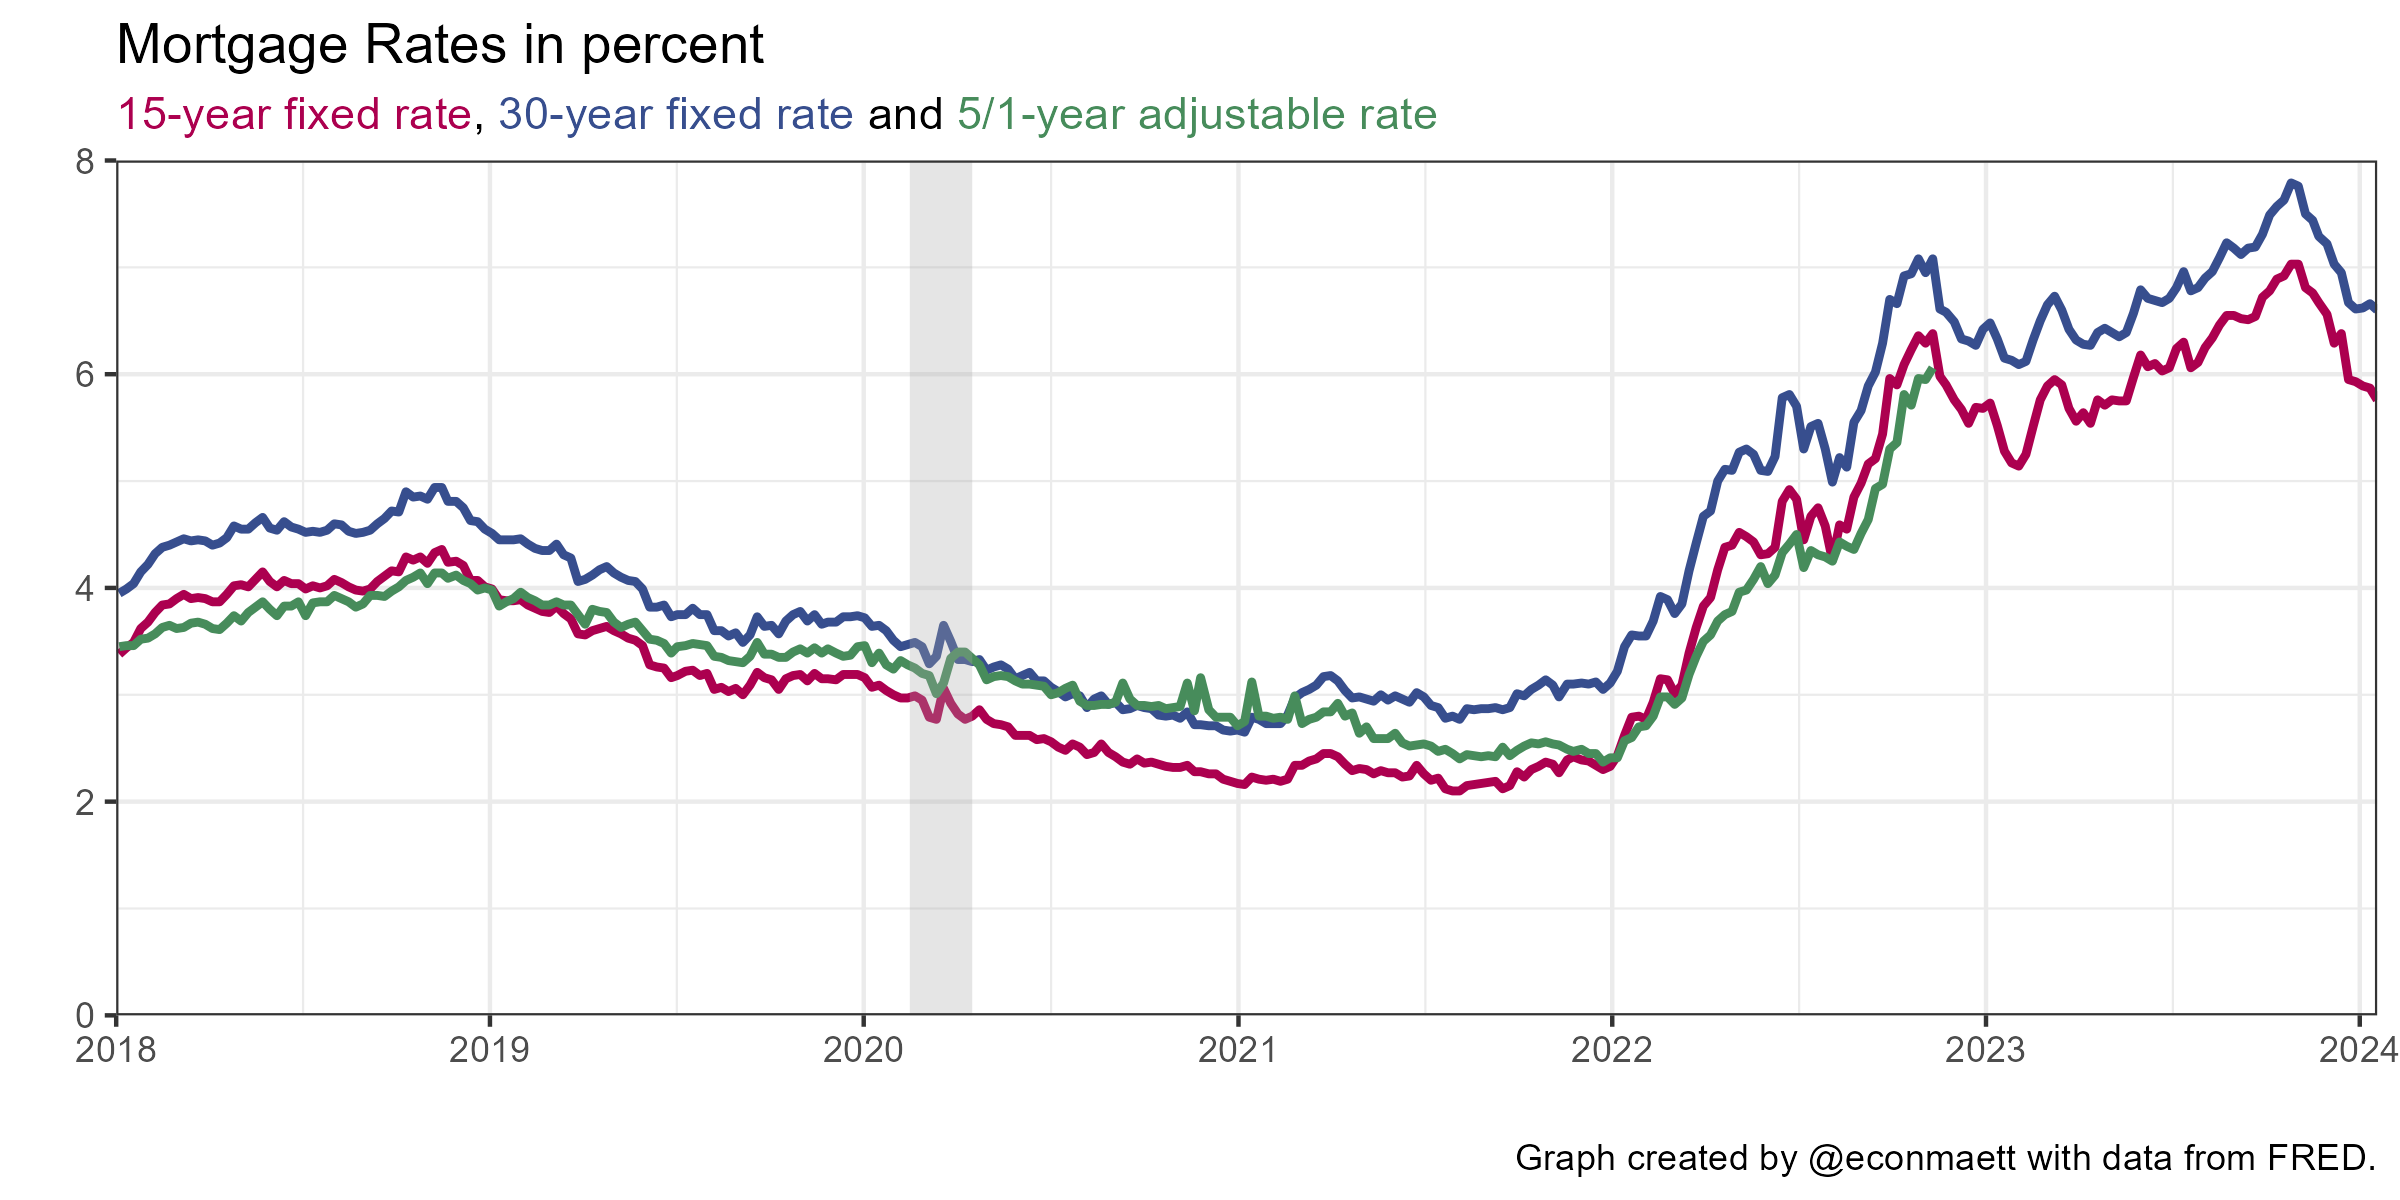 Mortgage Rates in percent
15-year fixed rate, 30-year fixed rate and 5/1-year adjustable rate
8
6
4
2
0
2018 2019 2020 2021 2022 2023 2024
Graph created by @econmaett with data from FRED.